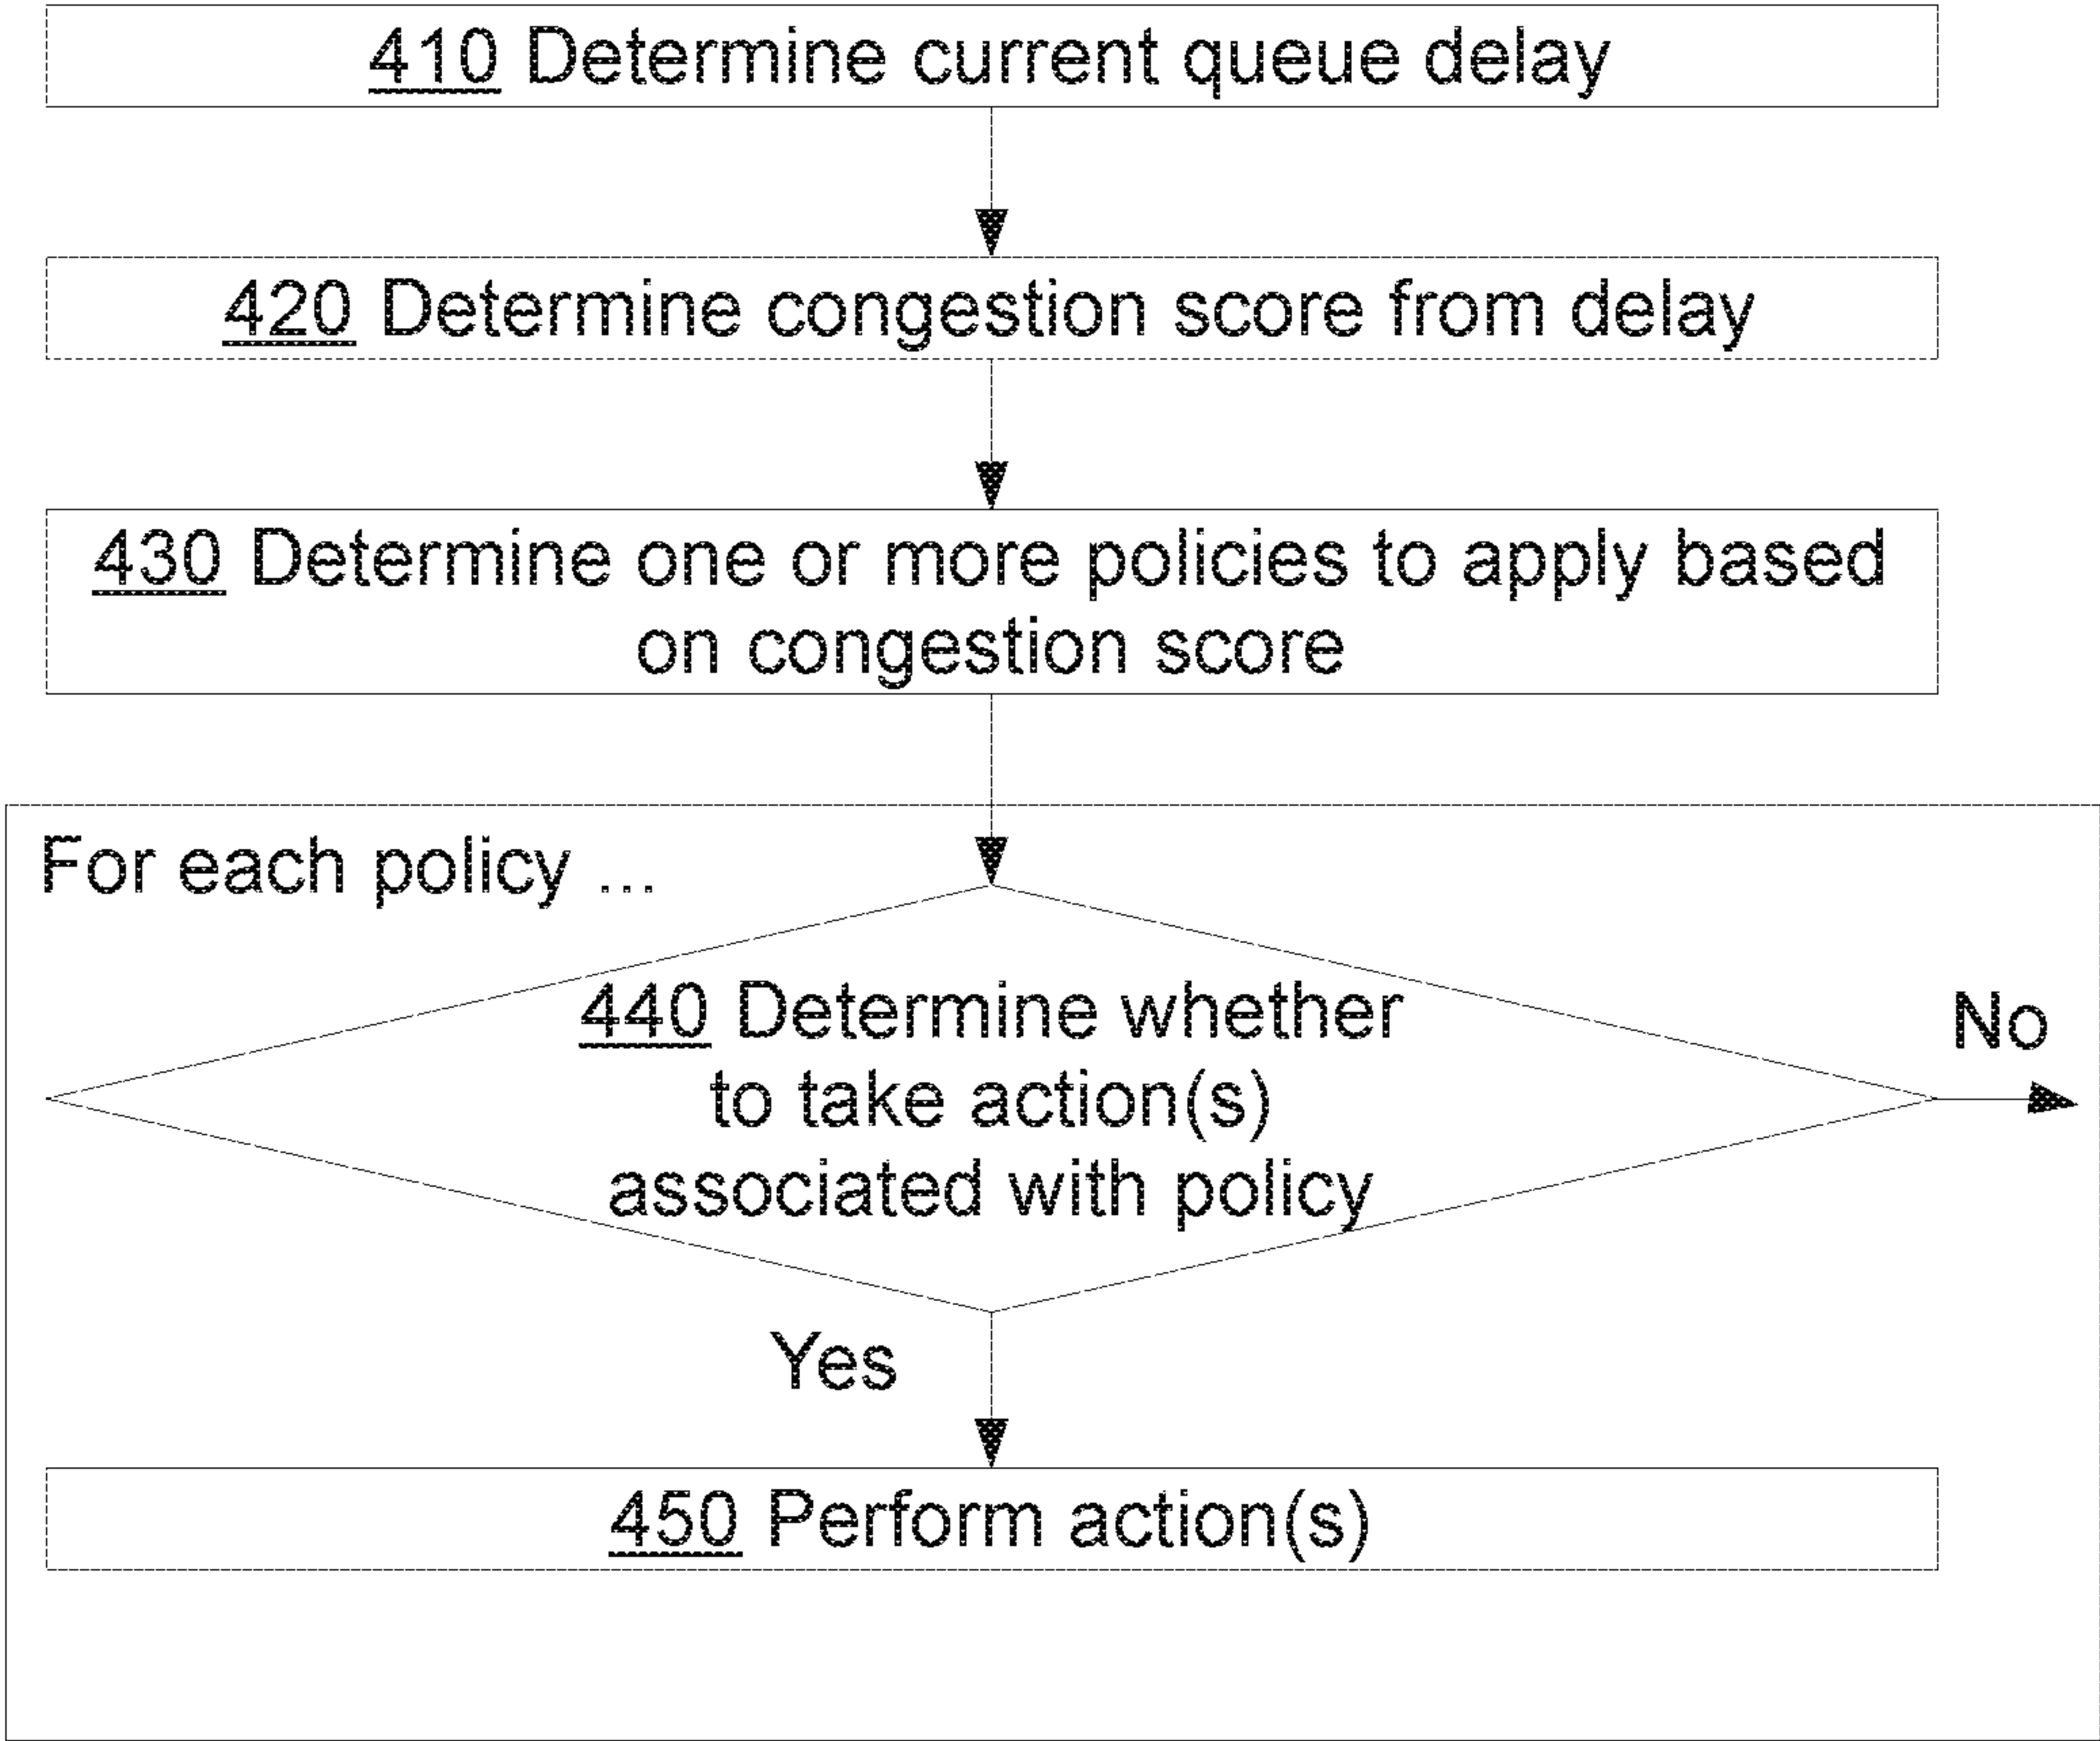 410 Determine current queue delay
420 Determine congestion score from delay
430 Determine one or more policies to apply based
on congestion score
For each policy ...
440 Determine whether
to take action(s)
associated with policy
No
Yes
450 Perform action(s)